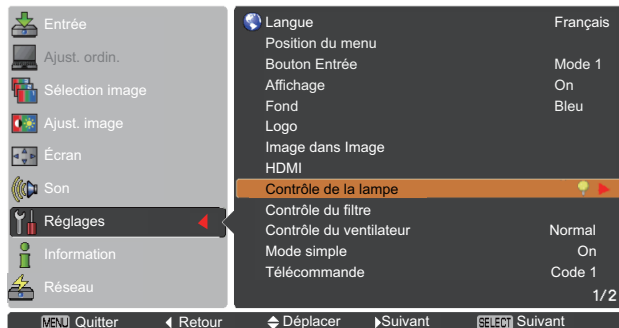 Entrée
Ajust. ordin.
Sélection image
Ajust. image
Écran
Son
Réglages
Information
Réseau
Langue Français
Position du menu
Bouton Entrée Mode 1
Affichage On
Fond Bleu
Logo
Image dans Image
HDMI
Contrôle de la lampe
Contrôle du filtre
Contrôle du ventilateur Normal
Mode simple On
Télécommande Code 1
1/2
MENU Quitter Retour Déplacer Suivant SELECT Suivant